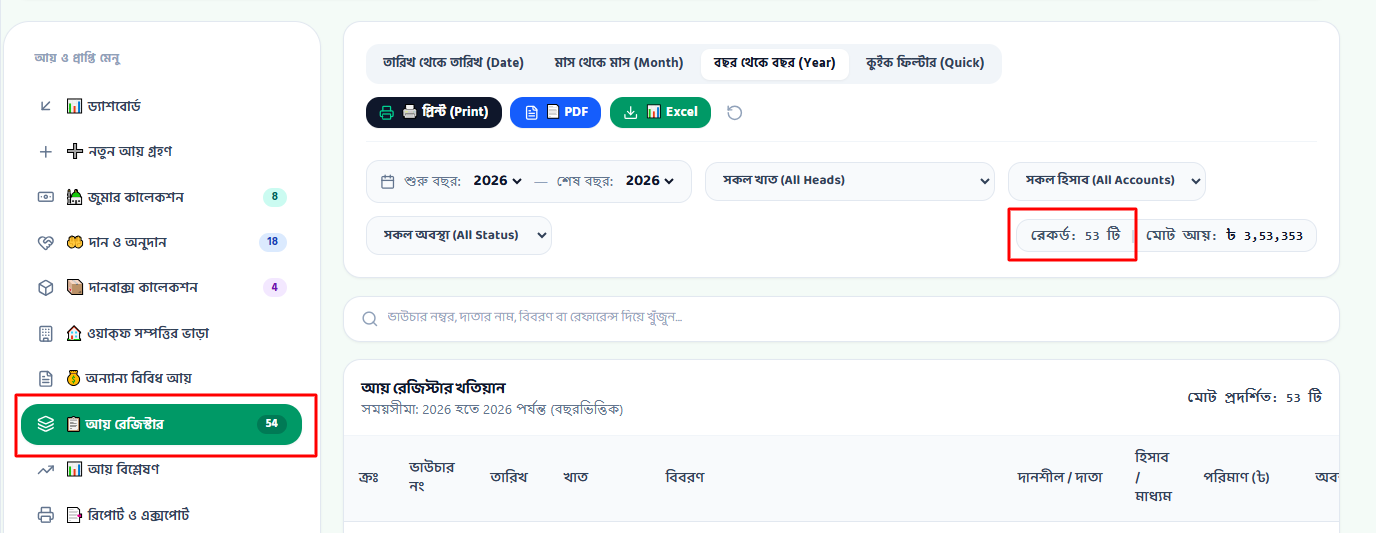 আয় ও প্রাপ্তি মেনু
ড্যাশবোর্ড
নতুন আয় গ্রহণ
জুমার কালেকশন 8
দান ও অনুদান 18
দানবাক্স কালেকশন 4
ওয়াক্ফ সম্পত্তির ভাড়া
অন্যান্য বিবিধ আয়
আয় রেজিস্টার 54
আয় বিশ্লেষণ
রিপোর্ট ও এক্সপোর্ট
তারিখ থেকে তারিখ (Date) মাস থেকে মাস (Month) বছর থেকে বছর (Year) কুইক ফিল্টার (Quick)
প্রিন্ট (Print) PDF Excel
শুরু বছর: 2026 — শেষ বছর: 2026 সকল খাত (All Heads) সকল হিসাব (All Accounts)
সকল অবস্থা (All Status) রেকর্ড: 53 টি | মোট আয়: ৳ 3,53,353
ভাউচার নম্বর, দাতার নাম, বিবরণ বা রেফারেন্স দিয়ে খুঁজুন...
আয় রেজিস্টার খতিয়ান
সময়সীমা: 2026 হতে 2026 পর্যন্ত (বছরভিত্তিক)
মোট প্রদর্শিত: 53 টি
ক্রঃ ভাউচার নং তারিখ খাত বিবরণ দানশীল / দাতা হিসাব / মাধ্যম পরিমাণ (৳)